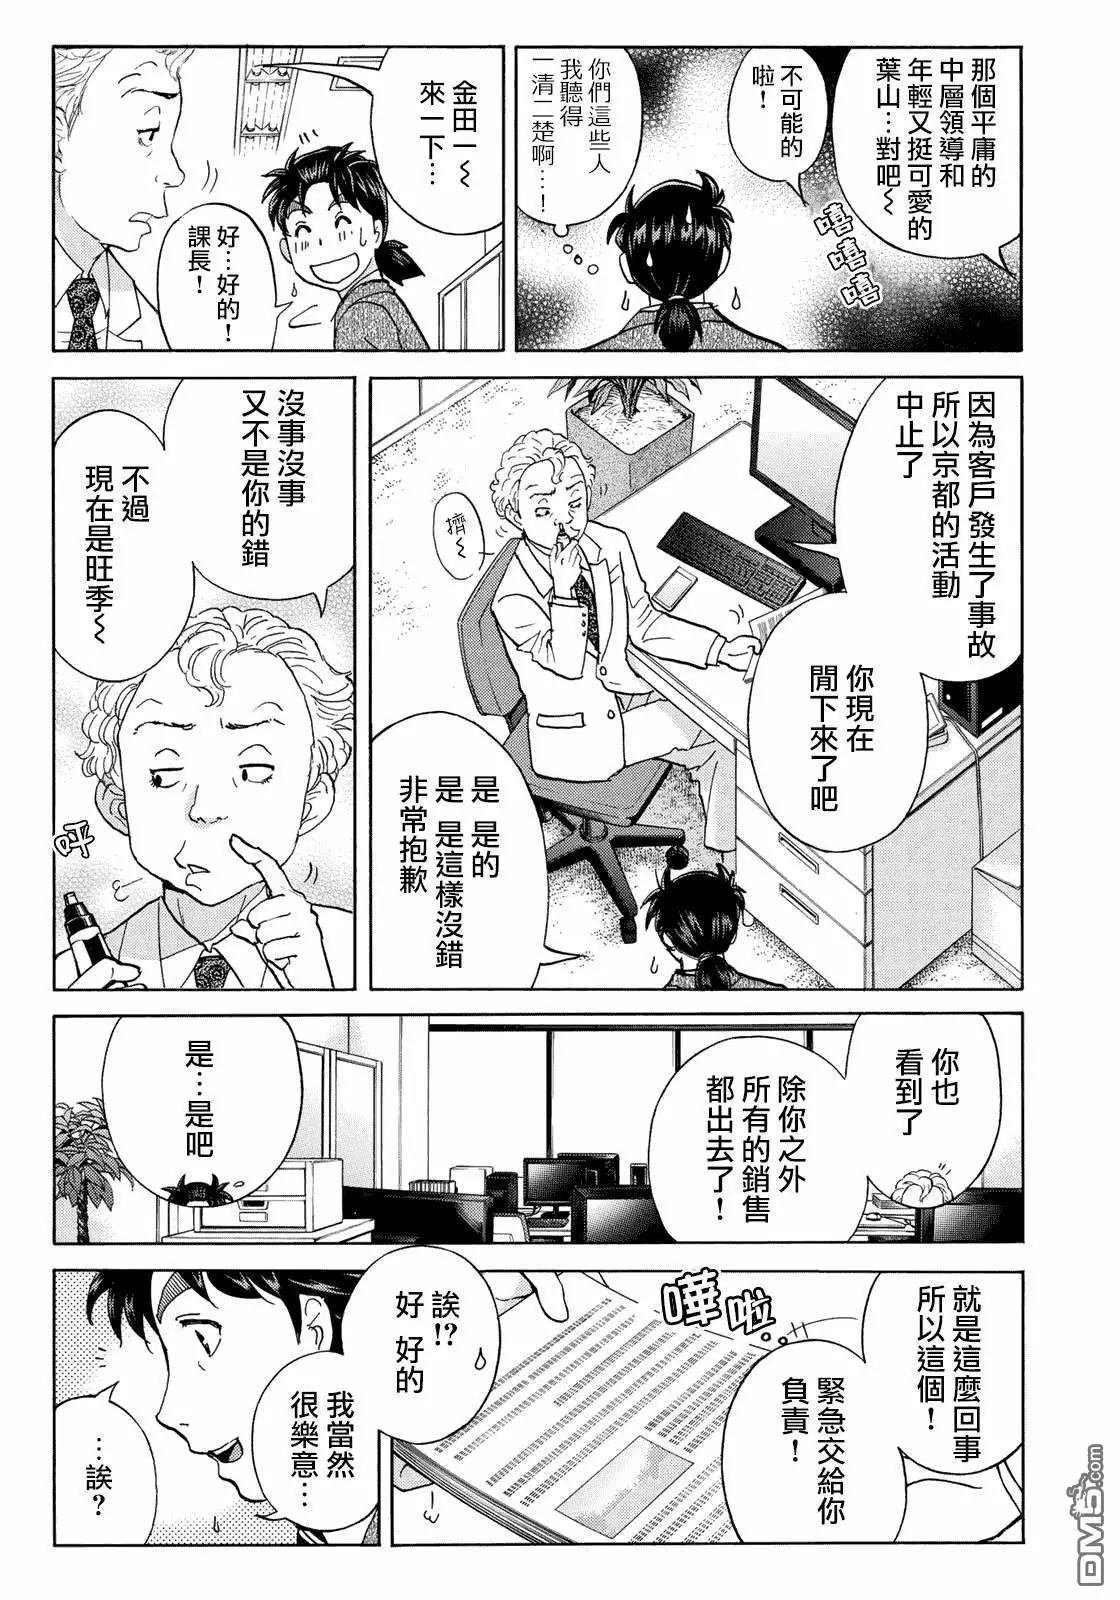 那個平庸的
中層領導和
年輕又挺可愛的
葉山…對吧~
嘻
嘻
嘻
不可能的
啦！
你們這些人
我聽得
一清二楚啊…！
金田一~
來一下…
好…好的！
課長！
因為客戶發生了事故
所以京都的活動
中止了
你現在
閒下來了吧
擠~
是 是的
是 是這樣沒錯
非常抱歉
沒事沒事
又不是你的錯
不過
現在是旺季~
呼
你也
看到了
除你之外
所有的銷售
都出去了！
是…是吧
就是這麼回事
所以這個！
緊急交給你
負責！
嘩啦..
誒!?
好 好的
我當然
很樂意…
…誒?
DM5.com